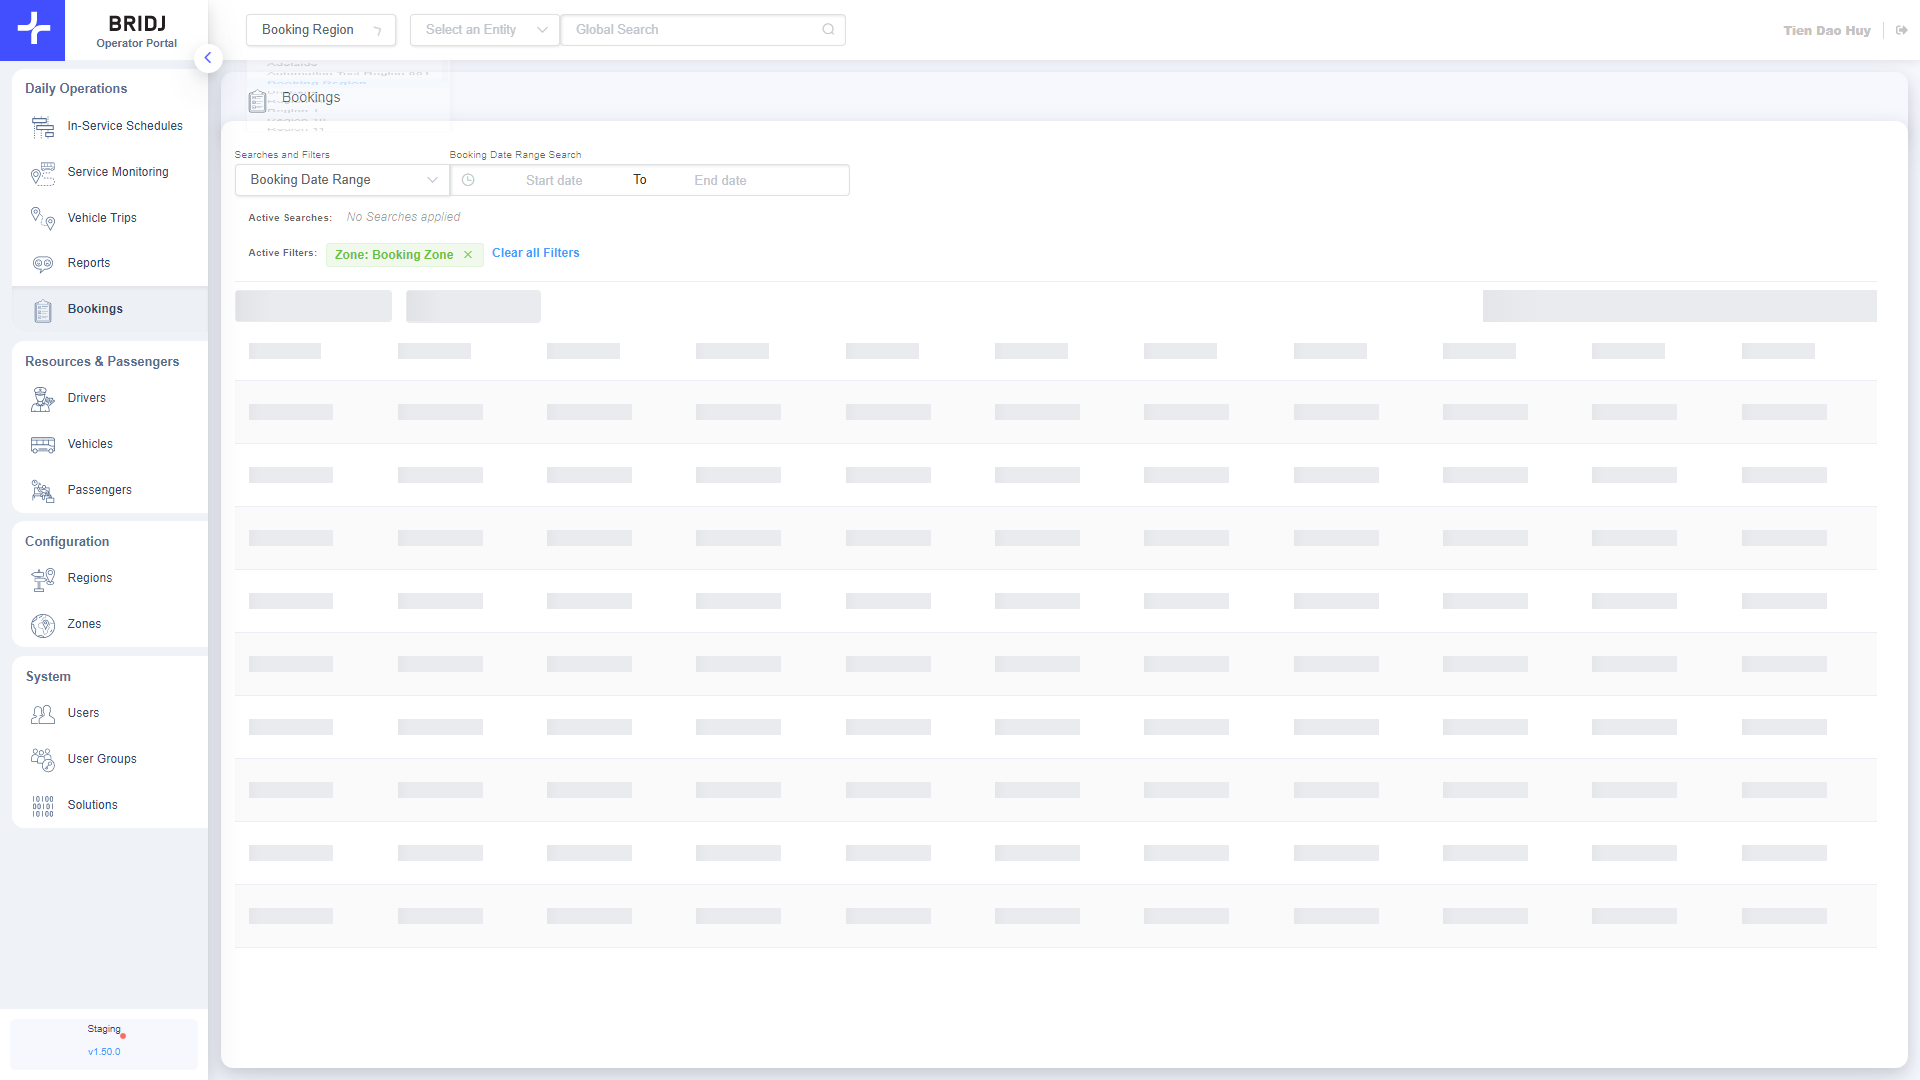 BRIDJ
Operator Portal
Booking Region
Select an Entity
Global Search
Tien Dao Huy
Daily Operations
In-Service Schedules
Service Monitoring
Vehicle Trips
Reports
Bookings
Resources & Passengers
Drivers
Vehicles
Passengers
Configuration
Regions
Zones
System
Users
User Groups
Solutions
Staging
v1.50.0
Booking Region
Bookings
Searches and Filters
Booking Date Range Search
Booking Date Range
Start date To End date
Active Searches: No Searches applied
Active Filters: Zone: Booking Zone Clear all Filters